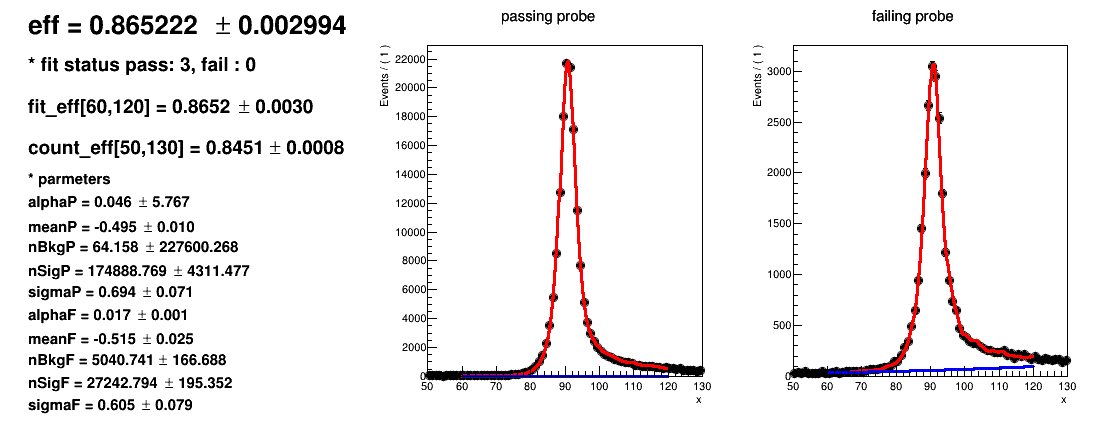 eff = 0.865222 ± 0.002994
* fit status pass: 3, fail : 0
fit_eff[60,120] = 0.8652 ± 0.0030
count_eff[50,130] = 0.8451 ± 0.0008
* parmeters
alphaP = 0.046 ± 5.767
meanP = -0.495 ± 0.010
nBkgP = 64.158 ± 227600.268
nSigP = 174888.769 ± 4311.477
sigmaP = 0.694 ± 0.071
alphaF = 0.017 ± 0.001
meanF = -0.515 ± 0.025
nBkgF = 5040.741 ± 166.688
nSigF = 27242.794 ± 195.352
sigmaF = 0.605 ± 0.079
passing probe
Events / ( 1 )
22000
20000
18000
16000
14000
12000
10000
8000
6000
4000
2000
0
50 60 70 80 90 100 110 120 130
x
failing probe
Events / ( 1 )
3000
2500
2000
1500
1000
500
0
50 60 70 80 90 100 110 120 130
x